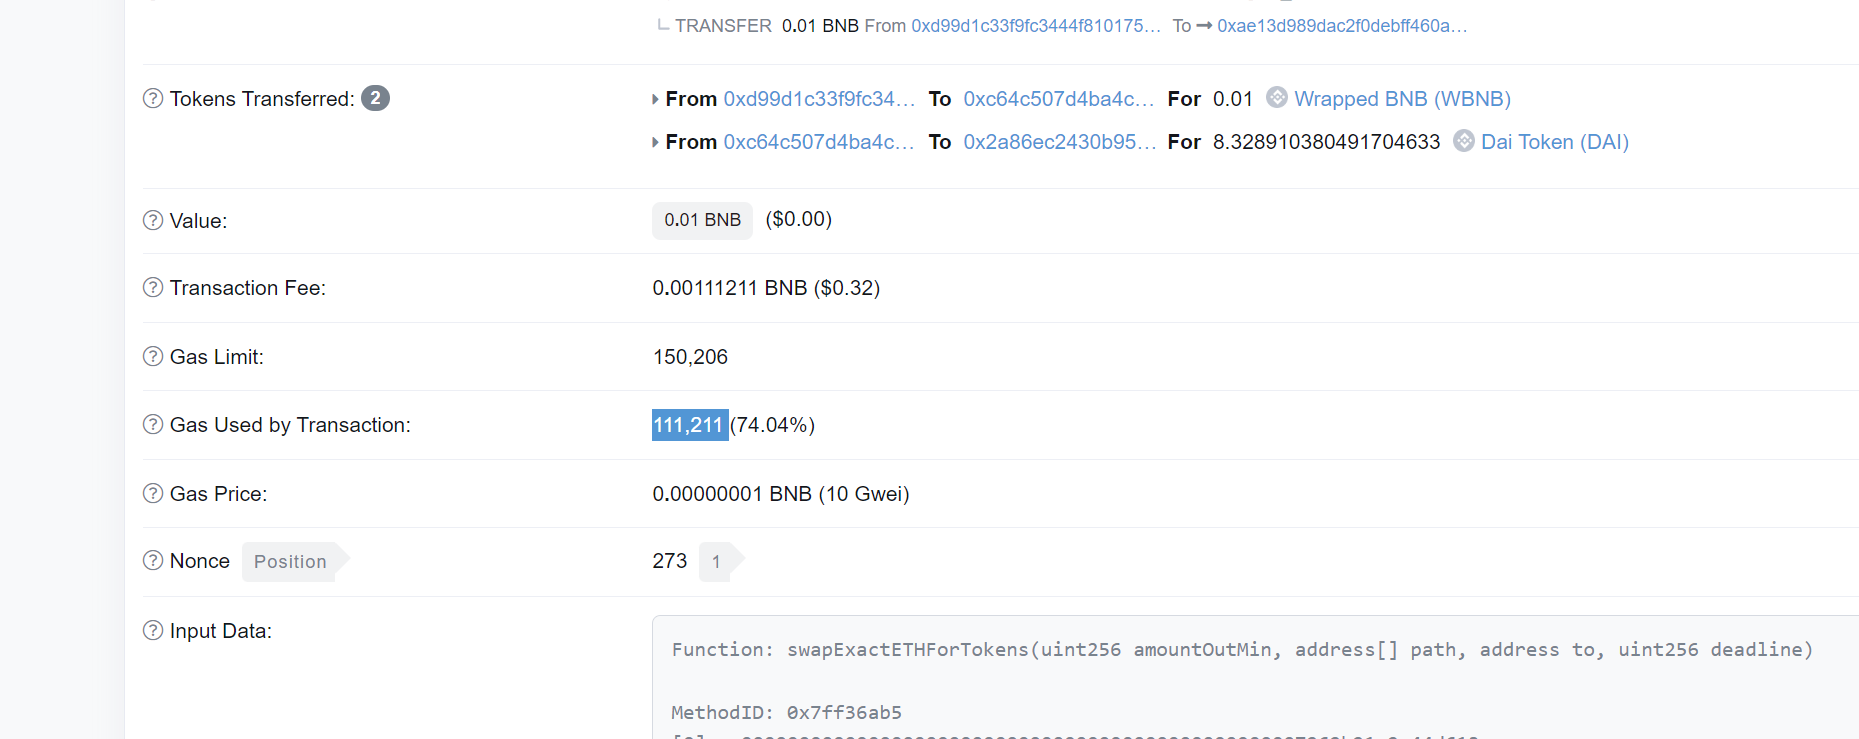 TRANSFER 0.01 BNB From 0xd99d1c33f9fc3444f810175... To 0xae13d989dac2f0debff460a...
Tokens Transferred: 2
From 0xd99d1c33f9fc34... To 0xc64c507d4ba4c... For 0.01 Wrapped BNB (WBNB)
From 0xc64c507d4ba4c... To 0x2a86ec2430b95... For 8.328910380491704633 Dai Token (DAI)
Value: 0.01 BNB ($0.00)
Transaction Fee: 0.00111211 BNB ($0.32)
Gas Limit: 150,206
Gas Used by Transaction: 111,211 (74.04%)
Gas Price: 0.00000001 BNB (10 Gwei)
Nonce Position 273 1
Input Data:
Function: swapExactETHForTokens(uint256 amountOutMin, address[] path, address to, uint256 deadline)
MethodID: 0x7ff36ab5